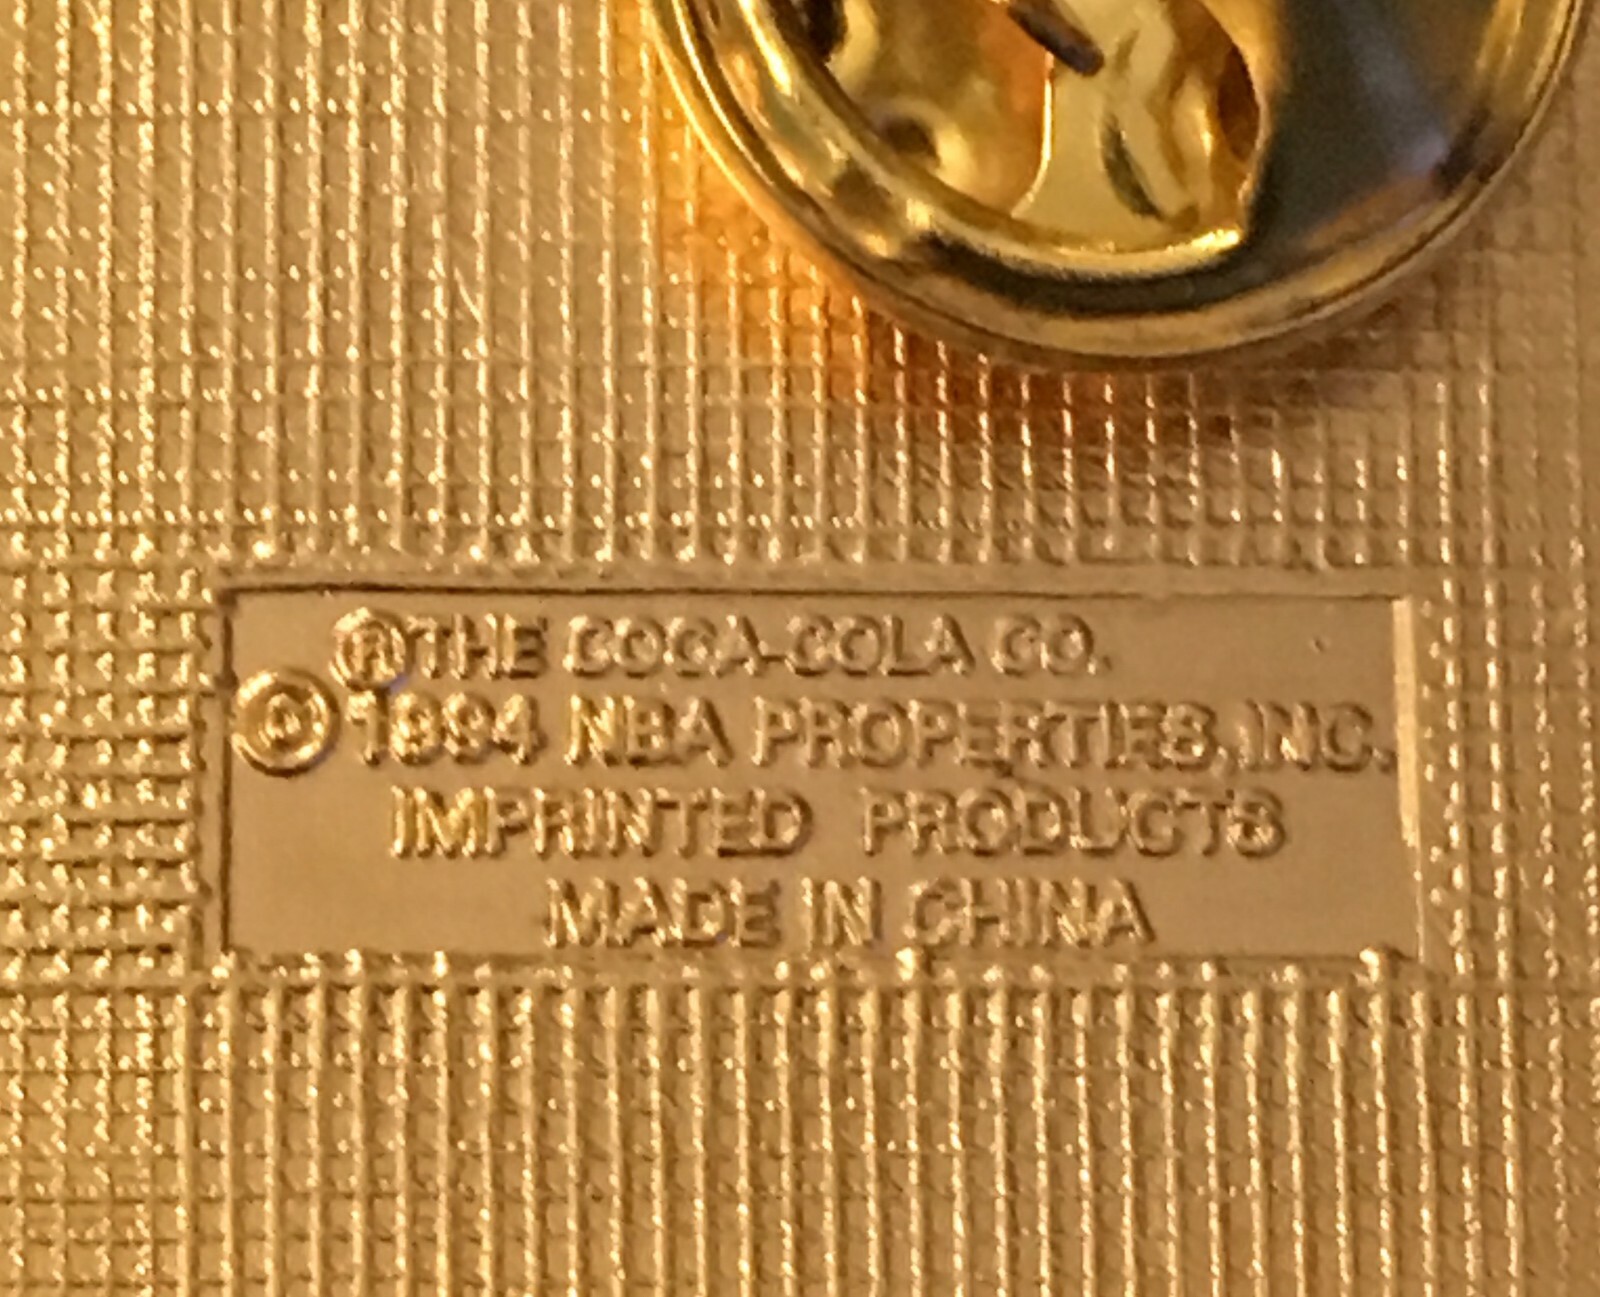 ®THE COCA-COLA CO.
©1994 NBA PROPERTIES, INC.
IMPRINTED PRODUCTS
MADE IN CHINA